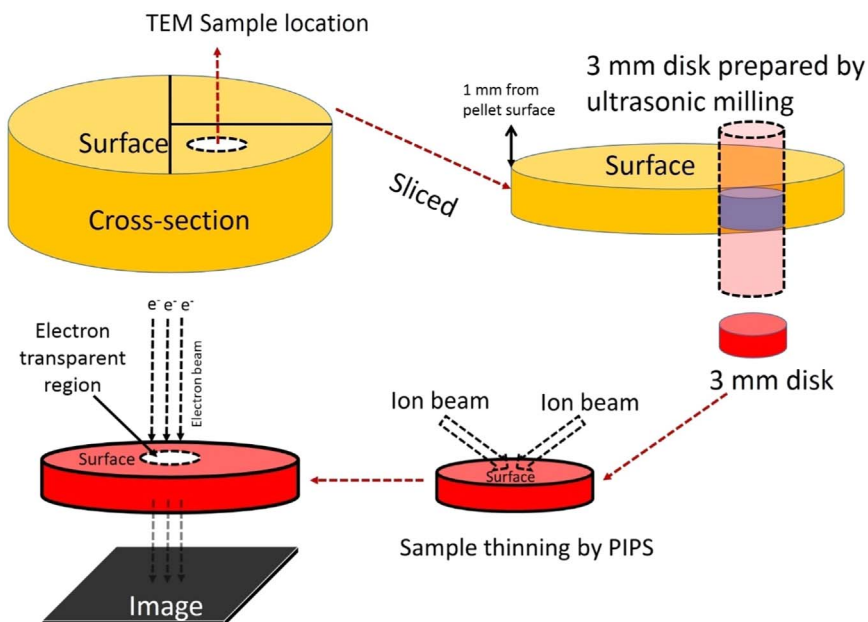 TEM Sample location
Surface
Cross-section
Sliced
1 mm from
pellet surface
3 mm disk prepared by
ultrasonic milling
Surface
3 mm disk
Ion beam
Ion beam
Surface
Sample thinning by PIPS
e- e- e-
Electron
transparent
region
Electron beam
Surface
Image